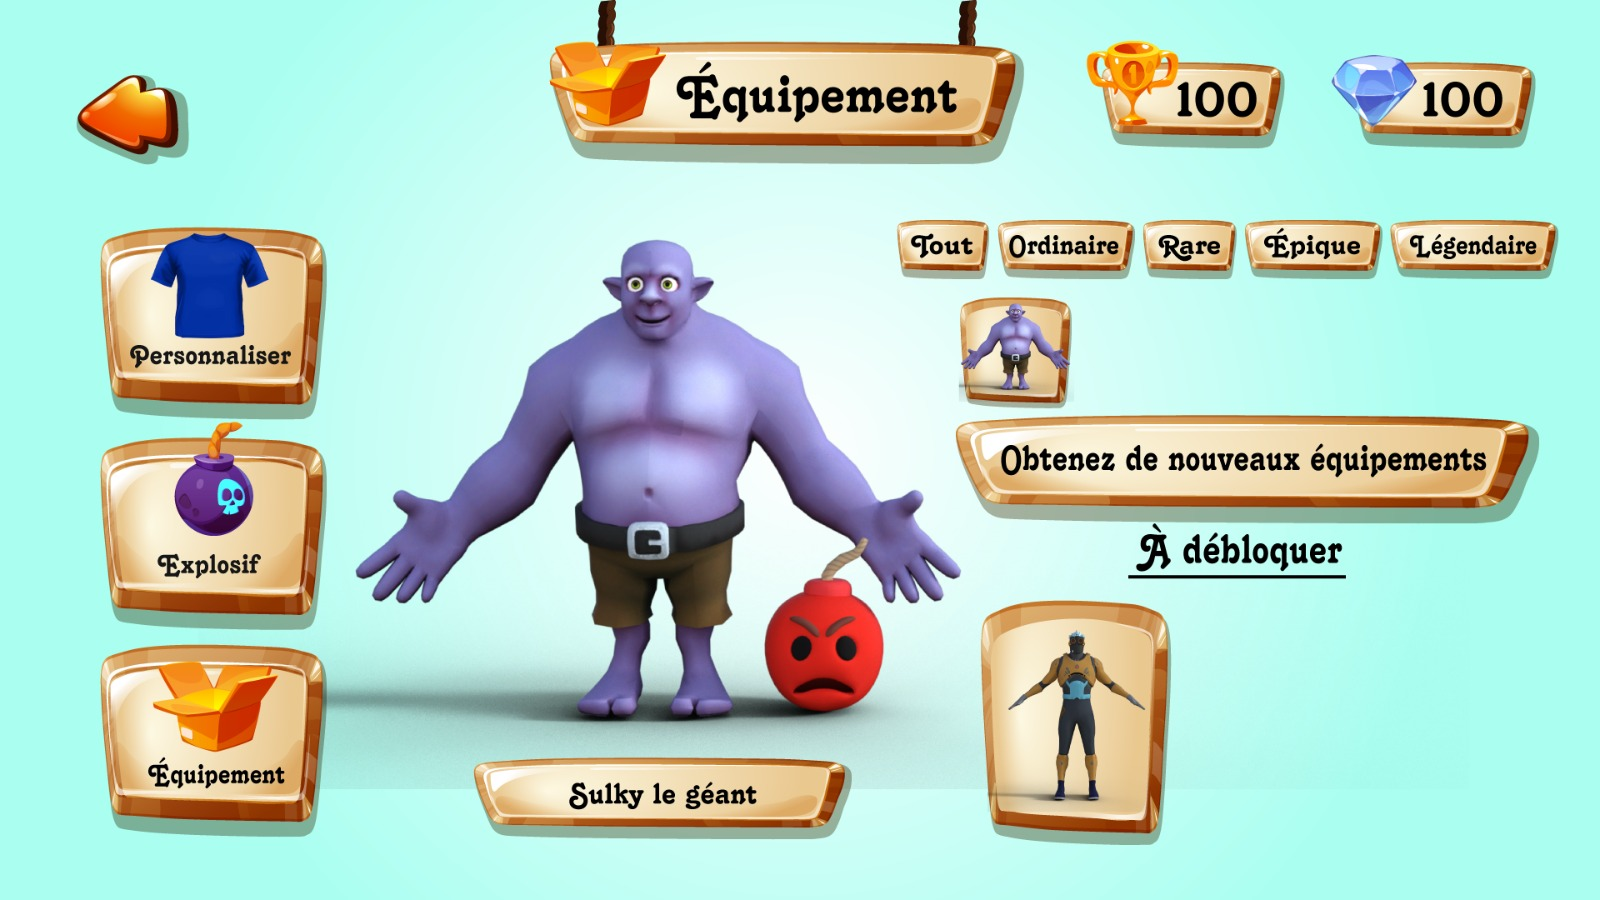 Équipement
1
100
100
Tout
Ordinaire
Rare
Épique
Légendaire
Personnaliser
Obtenez de nouveaux équipements
À débloquer
Explosif
Équipement
Sulky le géant